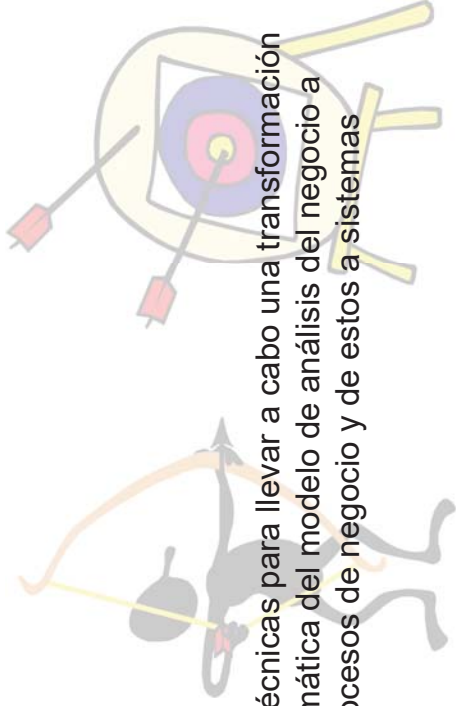 écnicas para llevar a cabo una transformación
mática del modelo de análisis del negocio a
ocesos de negocio y de estos a sistemas